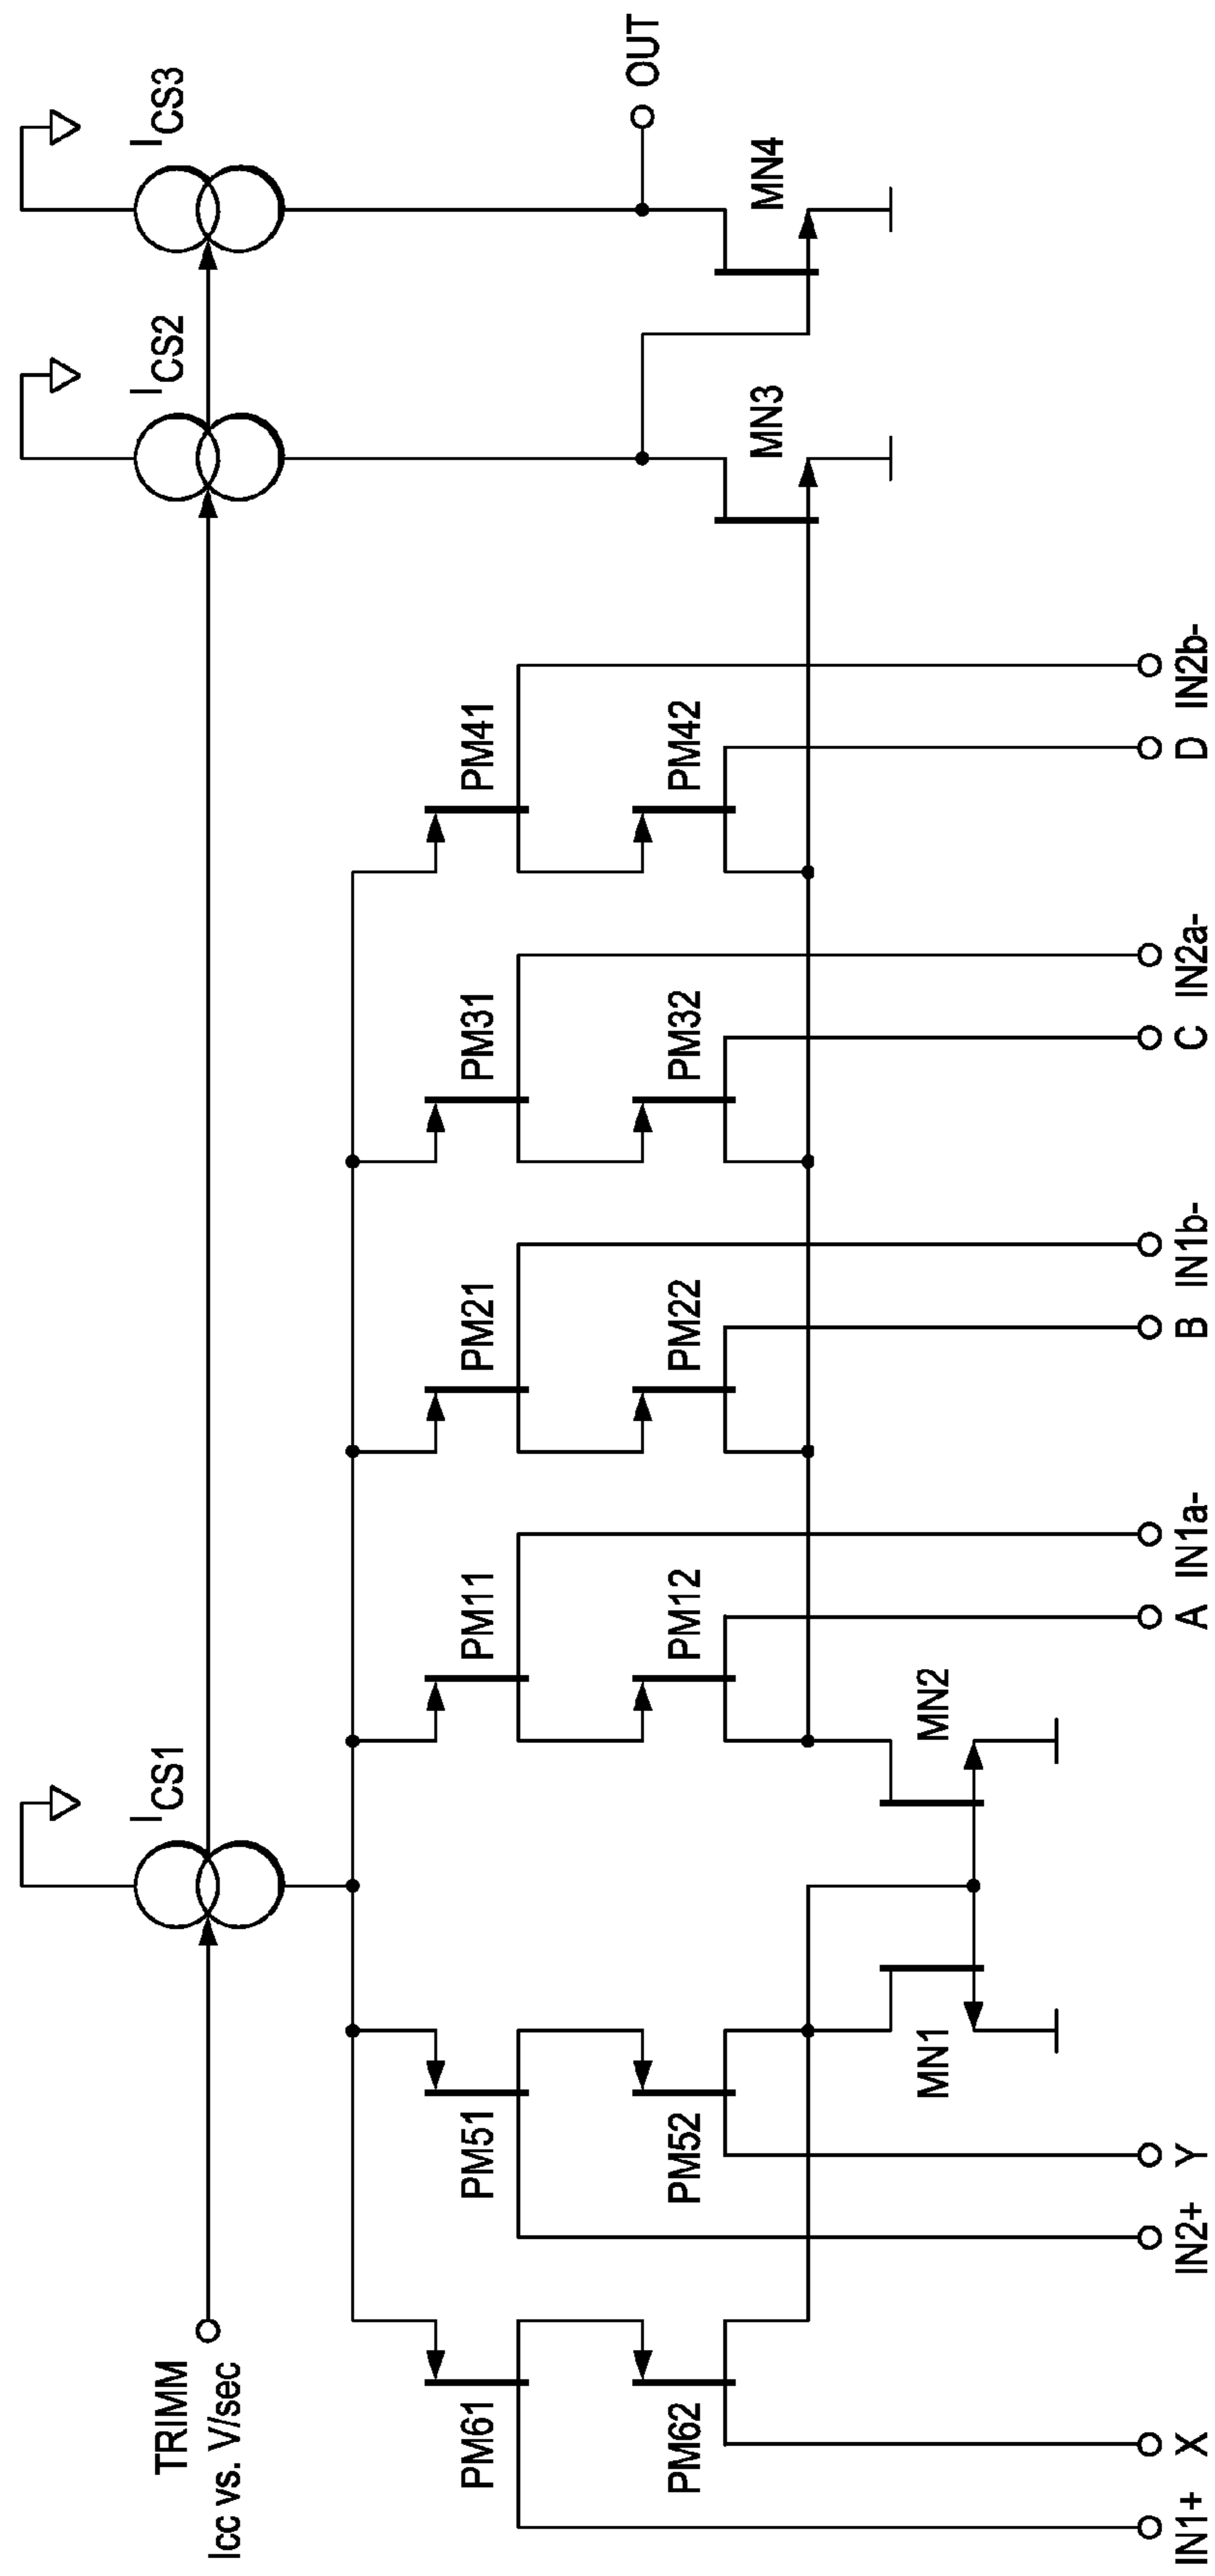 TRIMM
Icc vs. V/sec
ICS1
ICS2
ICS3
PM61
PM51
PM11
PM21
PM31
PM41
OUT
PM62
PM52
PM12
PM22
PM32
PM42
MN3
MN4
MN1
MN2
IN1+
X
IN2+
Y
A
IN1a-
B
IN1b-
C
IN2a-
D
IN2b-